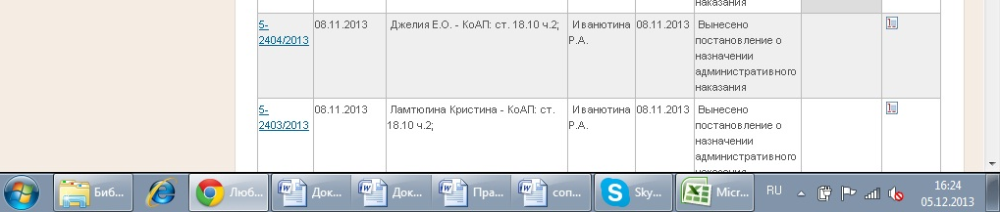 наказания
5-2404/2013 08.11.2013 Джелия Е.О. - КоАП: ст. 18.10 ч.2; Иванютина Р.А. 08.11.2013 Вынесено постановление о назначении административного наказания
5-2403/2013 08.11.2013 Ламтюгина Кристина - КоАП: ст. 18.10 ч.2; Иванютина Р.А. 08.11.2013 Вынесено постановление о назначении административного наказания
Биб... Люб... Док... Док... Пра... соп... Sky... Micr... RU 16:24
05.12.2013